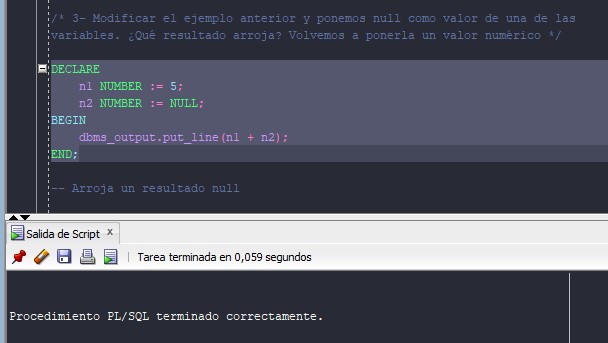 /* 3- Modificar el ejemplo anterior y ponemos null como valor de una de las
variables. ¿Qué resultado arroja? Volvemos a ponerla un valor numérico */
DECLARE
n1 NUMBER := 5;
n2 NUMBER := NULL;
BEGIN
dbms_output.put_line(n1 + n2);
END;
-- Arroja un resultado null
Salida de Script x
Tarea terminada en 0,059 segundos
Procedimiento PL/SQL terminado correctamente.